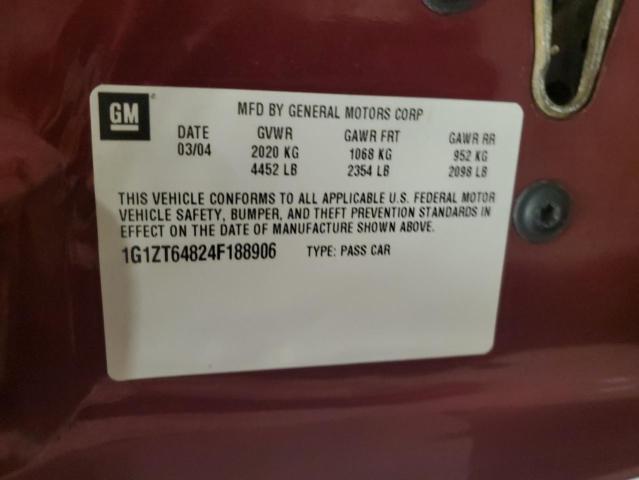 GM MFD BY GENERAL MOTORS CORP
DATE GVWR GAWR FRT GAWR RR
03/04 2020 KG 1068 KG 952 KG
4452 LB 2354 LB 2098 LB
THIS VEHICLE CONFORMS TO ALL APPLICABLE U.S. FEDERAL MOTOR
VEHICLE SAFETY, BUMPER, AND THEFT PREVENTION STANDARDS IN
EFFECT ON THE DATE OF MANUFACTURE SHOWN ABOVE.
1G1ZT64824F188906 TYPE: PASS CAR